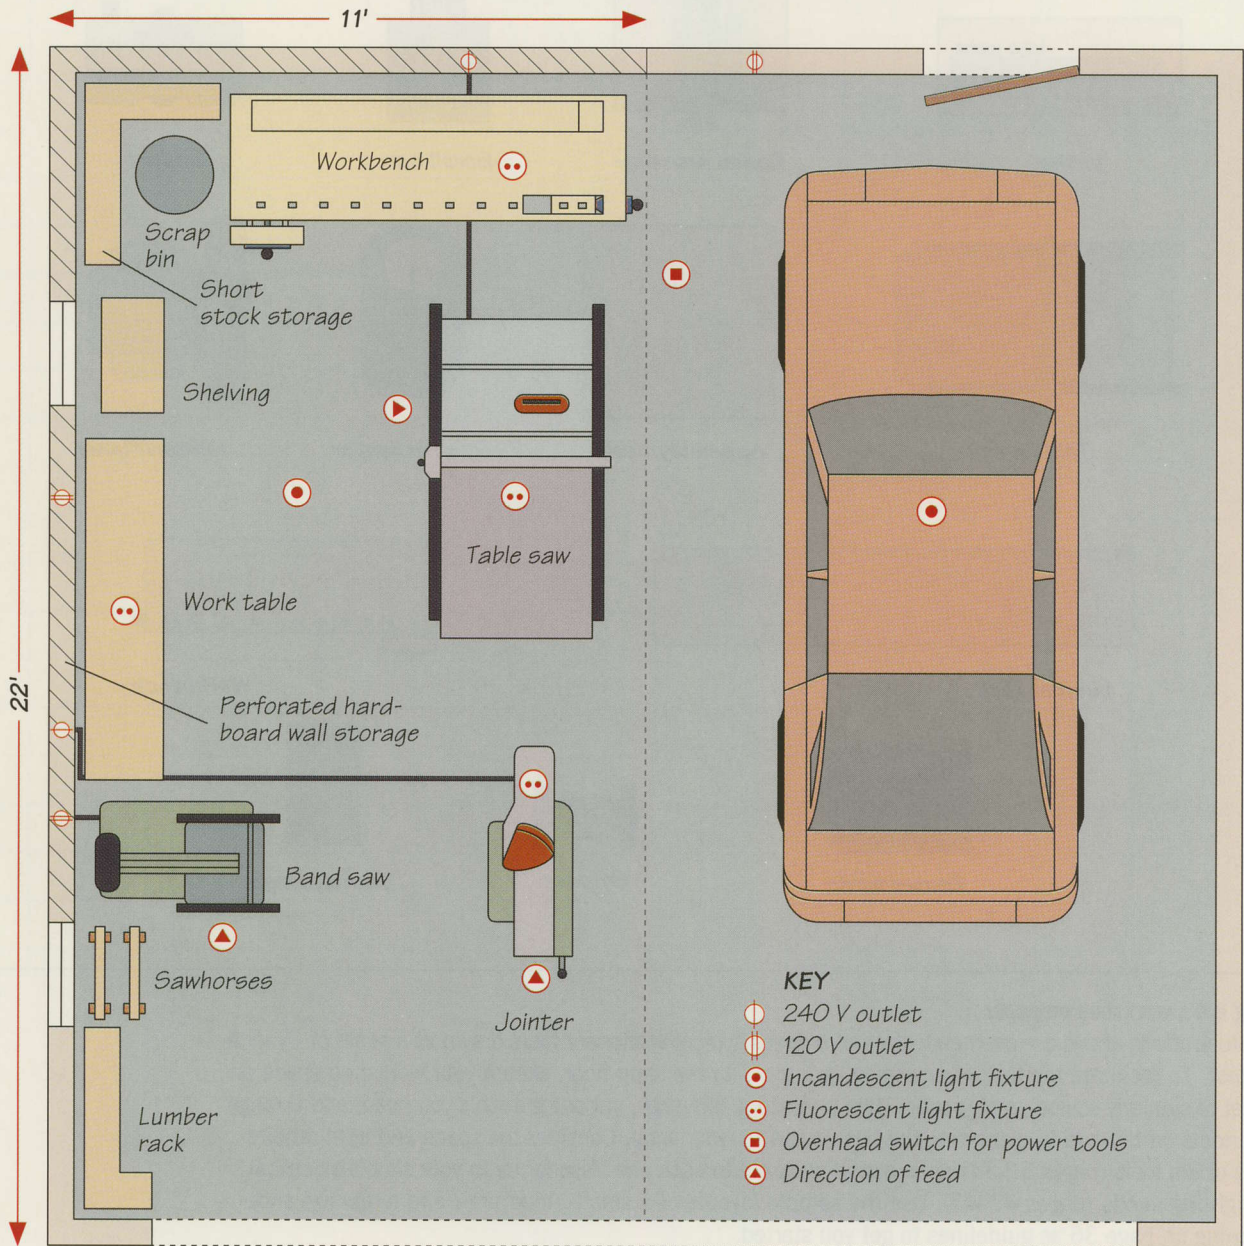 11'
22'
Workbench
Scrap
bin
Short
stock storage
Shelving
Table saw
Work table
Perforated hard-
board wall storage
Band saw
Sawhorses
Jointer
Lumber
rack
KEY
240 V outlet
120 V outlet
Incandescent light fixture
Fluorescent light fixture
Overhead switch for power tools
Direction of feed